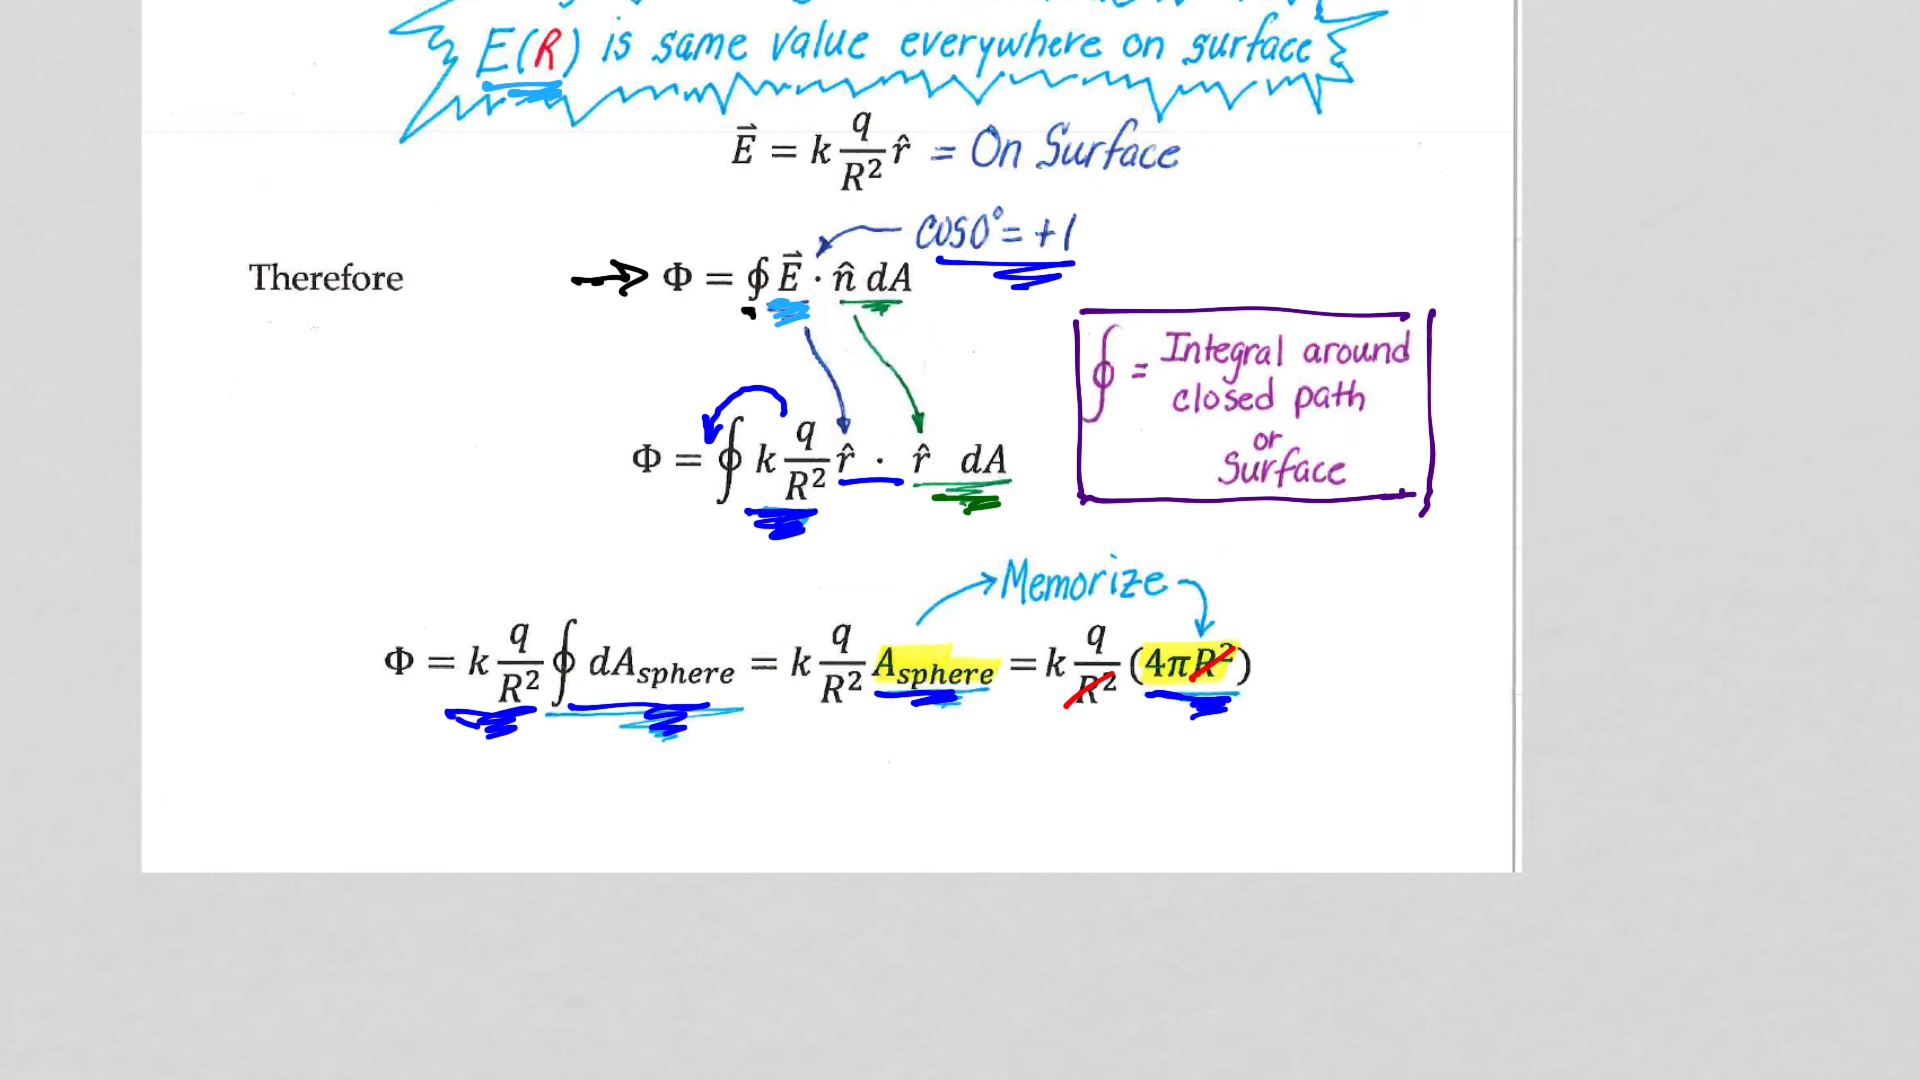 E(R) is same value everywhere on surface
E⃗ = k q/R² r̂ = On Surface
cos0° = +1
Therefore → Φ = ∮ E⃗ · n̂ dA
∮ = Integral around
closed path
or
Surface
Φ = ∮ k q/R² r̂ · r̂ dA
Memorize
Φ = k q/R² ∮ dA_sphere = k q/R² A_sphere = k q/R² (4πR²)